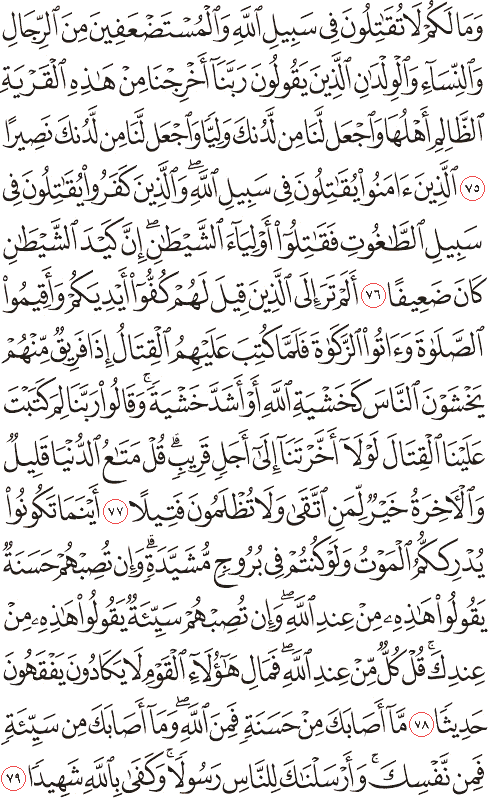 وَمَا لَكُمْ لَا تُقَٰتِلُونَ فِى سَبِيلِ ٱللَّهِ وَٱلْمُسْتَضْعَفِينَ مِنَ ٱلرِّجَالِ
وَٱلنِّسَآءِ وَٱلْوِلْدَٰنِ ٱلَّذِينَ يَقُولُونَ رَبَّنَآ أَخْرِجْنَا مِنْ هَٰذِهِ ٱلْقَرْيَةِ
ٱلظَّالِمِ أَهْلُهَا وَٱجْعَل لَّنَا مِن لَّدُنكَ وَلِيًّا وَٱجْعَل لَّنَا مِن لَّدُنكَ نَصِيرًا
٧٥ ٱلَّذِينَ ءَامَنُوا۟ يُقَٰتِلُونَ فِى سَبِيلِ ٱللَّهِ ۖ وَٱلَّذِينَ كَفَرُوا۟ يُقَٰتِلُونَ فِى
سَبِيلِ ٱلطَّٰغُوتِ فَقَٰتِلُوٓا۟ أَوْلِيَآءَ ٱلشَّيْطَٰنِ ۖ إِنَّ كَيْدَ ٱلشَّيْطَٰنِ
كَانَ ضَعِيفًا ٧٦ أَلَمْ تَرَ إِلَى ٱلَّذِينَ قِيلَ لَهُمْ كُفُّوٓا۟ أَيْدِيَكُمْ وَأَقِيمُوا۟
ٱلصَّلَوٰةَ وَءَاتُوا۟ ٱلزَّكَوٰةَ فَلَمَّا كُتِبَ عَلَيْهِمُ ٱلْقِتَالُ إِذَا فَرِيقٌ مِّنْهُمْ
يَخْشَوْنَ ٱلنَّاسَ كَخَشْيَةِ ٱللَّهِ أَوْ أَشَدَّ خَشْيَةً ۚ وَقَالُوا۟ رَبَّنَا لِمَ كَتَبْتَ
عَلَيْنَا ٱلْقِتَالَ لَوْلَآ أَخَّرْتَنَآ إِلَىٰٓ أَجَلٍ قَرِيبٍ ۗ قُلْ مَتَٰعُ ٱلدُّنْيَا قَلِيلٌ
وَٱلْأَخِرَةُ خَيْرٌ لِّمَنِ ٱتَّقَىٰ وَلَا تُظْلَمُونَ فَتِيلًا ٧٧ أَيْنَمَا تَكُونُوا۟
يُدْرِككُّمُ ٱلْمَوْتُ وَلَوْ كُنتُمْ فِى بُرُوجٍ مُّشَيَّدَةٍ ۗ وَإِن تُصِبْهُمْ حَسَنَةٌ
يَقُولُوا۟ هَٰذِهِۦ مِنْ عِندِ ٱللَّهِ ۖ وَإِن تُصِبْهُمْ سَيِّئَةٌ يَقُولُوا۟ هَٰذِهِۦ مِنْ
عِندِكَ ۚ قُلْ كُلٌّ مِّنْ عِندِ ٱللَّهِ ۖ فَمَالِ هَٰٓؤُلَآءِ ٱلْقَوْمِ لَا يَكَادُونَ يَفْقَهُونَ
حَدِيثًا ٧٨ مَّآ أَصَابَكَ مِنْ حَسَنَةٍ فَمِنَ ٱللَّهِ ۖ وَمَآ أَصَابَكَ مِن سَيِّئَةٍ
فَمِن نَّفْسِكَ ۚ وَأَرْسَلْنَٰكَ لِلنَّاسِ رَسُولًا ۚ وَكَفَىٰ بِٱللَّهِ شَهِيدًا ٧٩